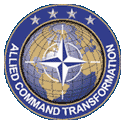 ALLIED COMMAND TRANSFORMATION